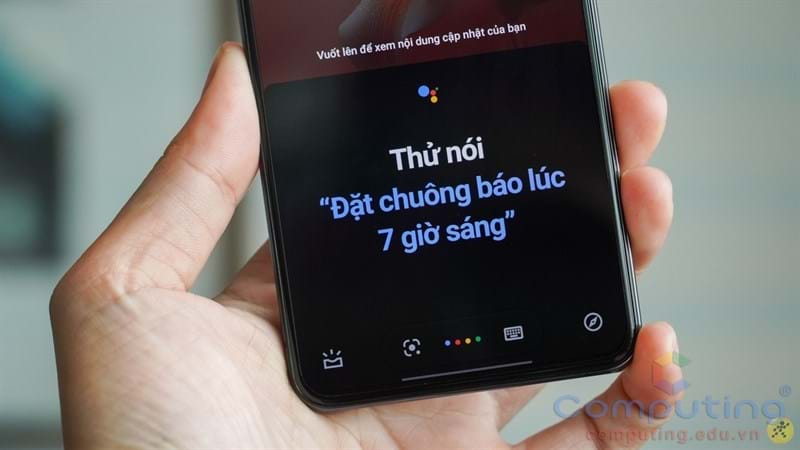 Vuốt lên để xem nội dung cập nhật của bạn
Thử nói
“Đặt chuông báo lúc
7 giờ sáng”
Computing®
computing.edu.vn